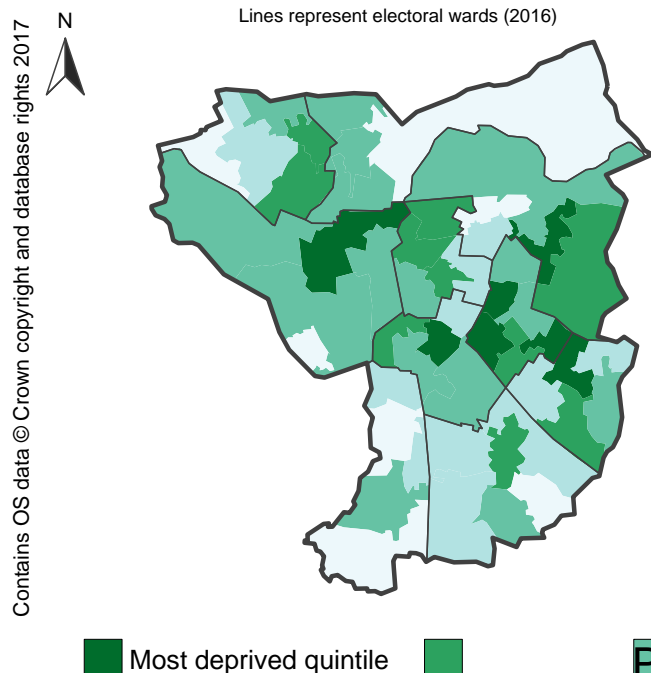 Lines represent electoral wards (2016)
N
Contains OS data © Crown copyright and database rights 2017
Most deprived quintile